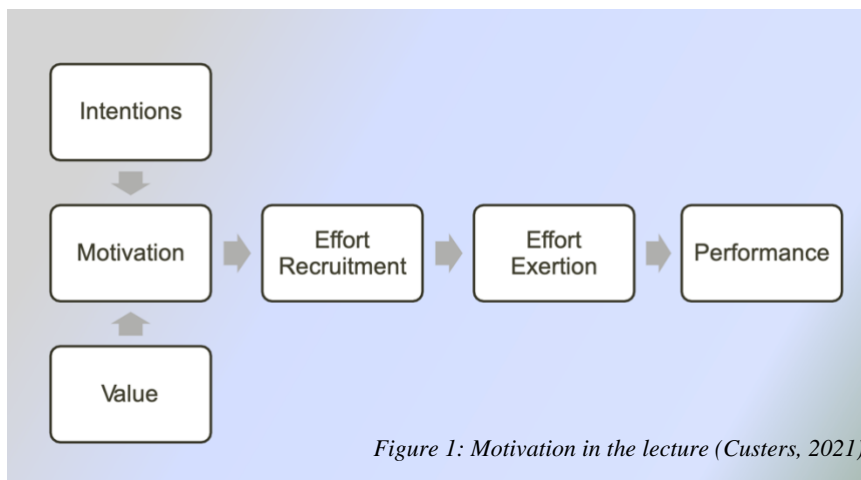 Intentions
Motivation
Effort
Recruitment
Effort
Exertion
Performance
Value
Figure 1: Motivation in the lecture (Custers, 2021)